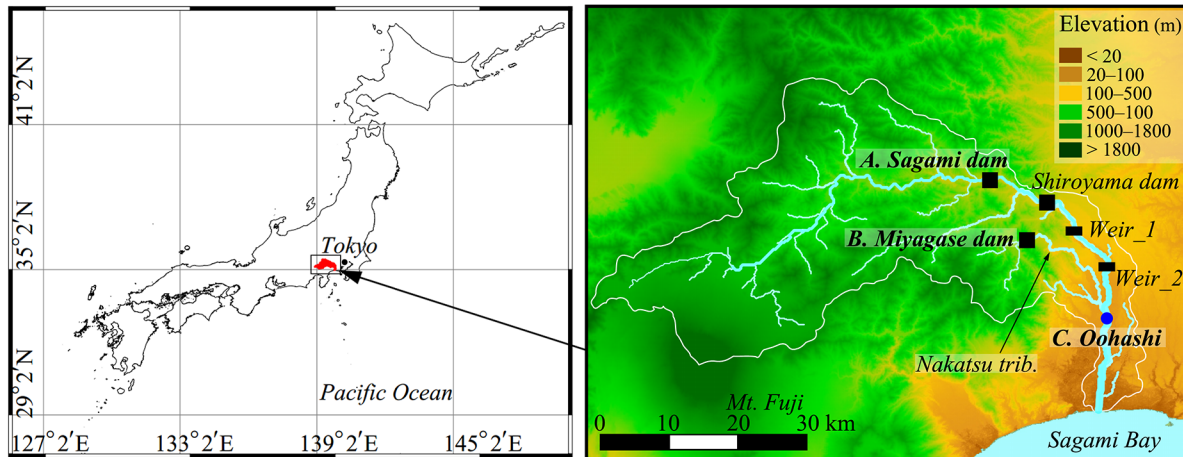 41°2′N
35°2′N
29°2′N
127°2′E
133°2′E
139°2′E
145°2′E
Tokyo
Pacific Ocean
Elevation (m)
< 20
20–100
100–500
500–100
1000–1800
> 1800
A. Sagami dam
Shiroyama dam
B. Miyagase dam
Weir_1
Weir_2
C. Oohashi
Nakatsu trib.
Mt. Fuji
0 10 20 30 km
Sagami Bay